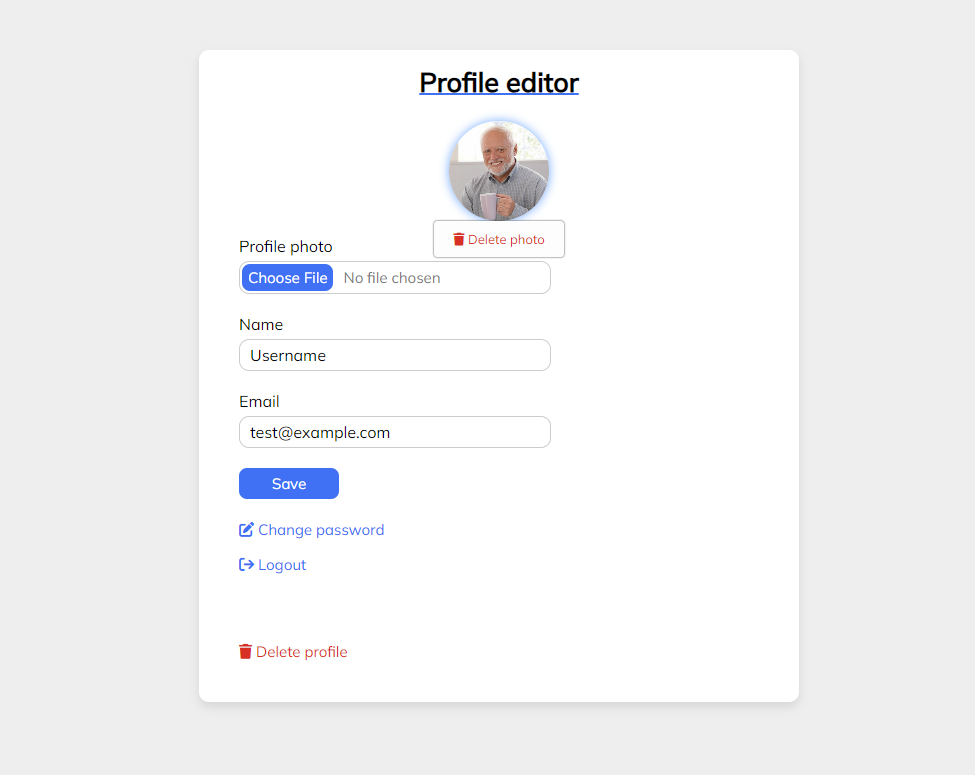 Profile editor
Delete photo
Profile photo
Choose File No file chosen
Name
Username
Email
test@example.com
Save
Change password
Logout
Delete profile